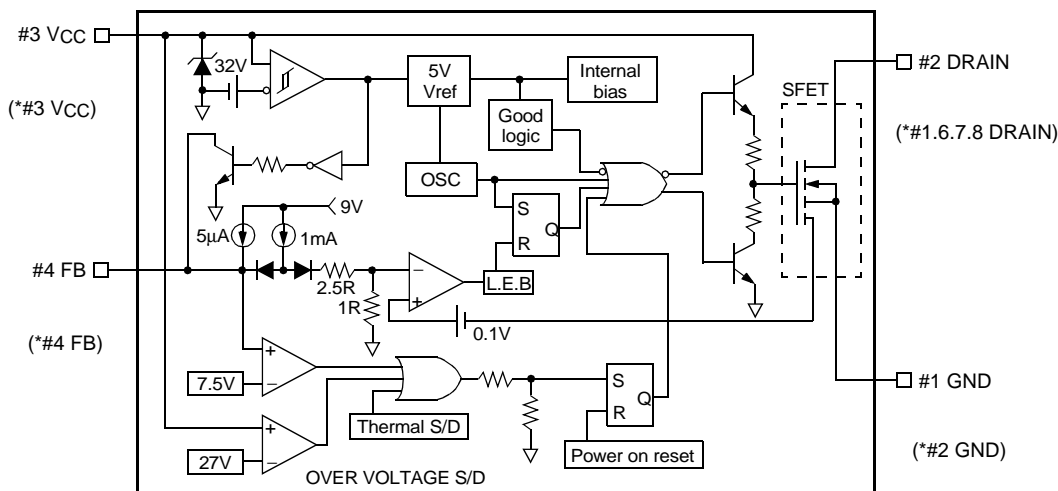 #3 VCC
32V
5V
Vref
Internal
bias
#2 DRAIN
SFET
(*#3 VCC)
Good
logic
(*#1.6.7.8 DRAIN)
OSC
9V
5μA
1mA
S
Q
R
#4 FB
2.5R
−
L.E.B
1R
+
0.1V
(*#4 FB)
+
7.5V
−
S
Q
R
#1 GND
Thermal S/D
+
27V
−
Power on reset
(*#2 GND)
OVER VOLTAGE S/D